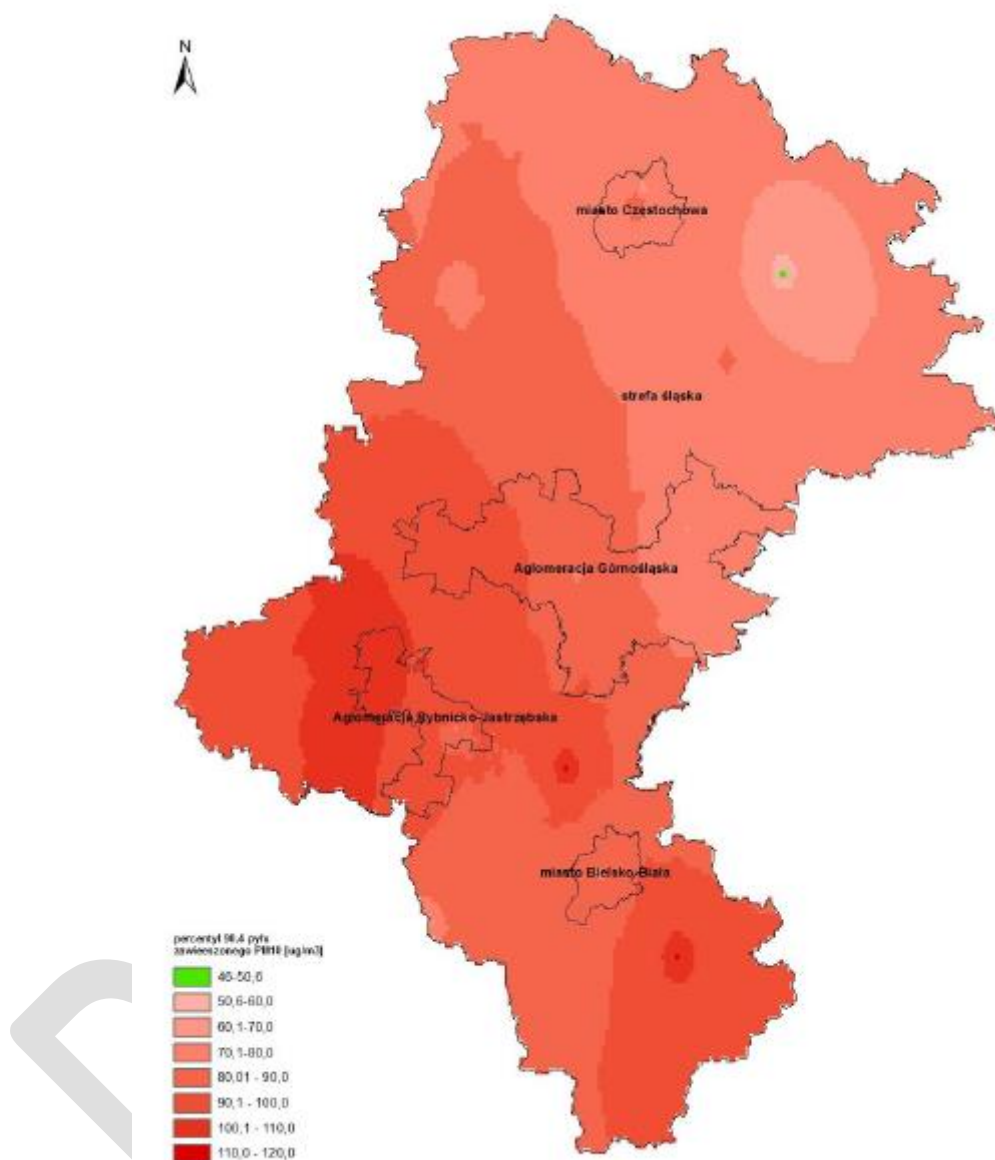 N
miasto Częstochowa
strefa śląska
Aglomeracja Górnośląska
Aglomeracja Rybnicko-Jastrzębska
miasto Bielsko-Biała
percentyl 90,4 pyłu
zawieszonego PM10 [ug/m3]
46-50,6
50,6-60,0
60,1-70,0
70,1-80,0
80,01 - 90,0
90,1 - 100,0
100,1 - 110,0
110,0 - 120,0